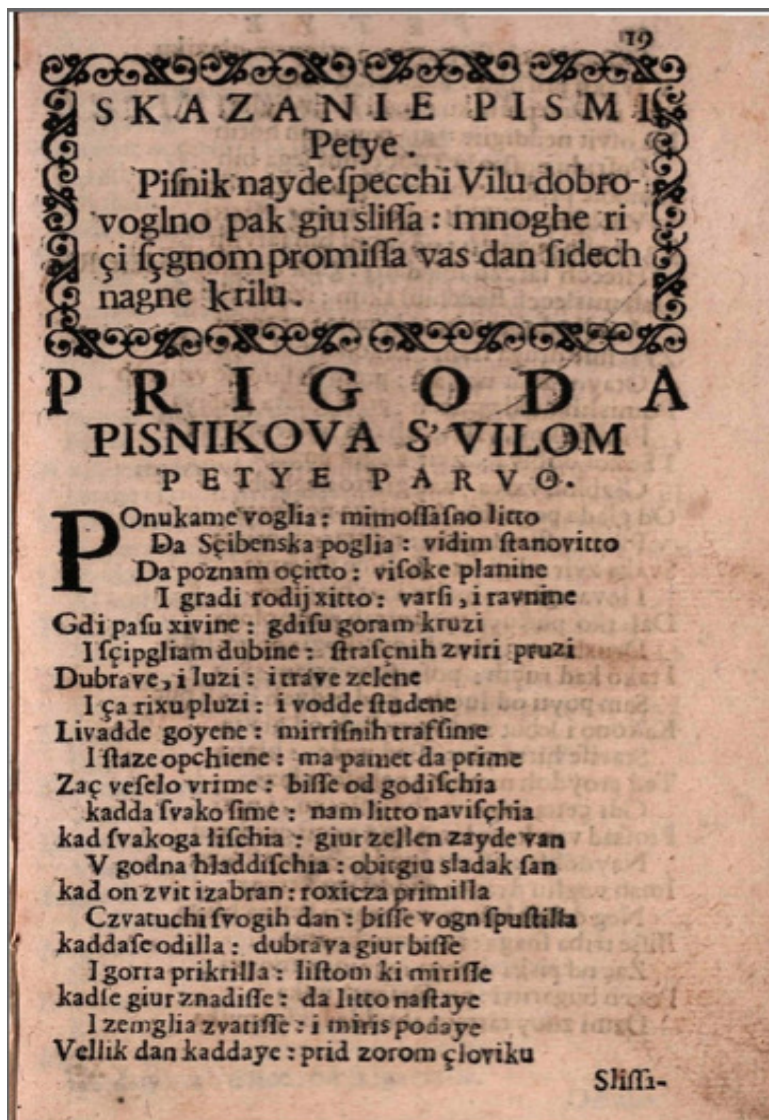 19
SKAZANIE PISMI
Petye.
Piſnik nayde ſpecchi Vilu dobro-
voglno pak giu sliſſa: mnoghe ri
çi ſçgnom promiſſa vas dan ſidech
nagne krilu.
PRIGODA
PISNIKOVA S' VILOM
PETYE PARVO.
POnukame voglia: mimoſſaſno litto
Da Sçibenska poglia: vidim ſtanovitto
Da poznam oçitto: viſoke planine
I gradi rodij xitto: varſi, i ravnine
Gdi paſu xivine: gdiſu goram kruzi
I ſçipgliam dubine: ſtraſçnih zviri pruzi
Dubrave, i luzi: i trave zelene
I ça rixu pluzi: i vodde ſtudene
Livadde goyene: mirriſnih traſſime
I ſtaze opchiene: ma pamet da prime
Zaç veſelo vrime: biſſe od godiſchia
kadda ſvako ſime: nam litto naviſçhia
kad ſvakoga liſchia: giur zellen zayde van
V godna hladdiſchia: obitgiu sladak ſan
kad on zvit izabran: roxicza primilla
Czvatuchi ſvogih dan: biſſe vogn ſpuſtilla
kaddaſe odilla: dubrava giur biſſe
I gorra prikrilla: liſtom ki miriſſe
kadſe giur znadiſſe: da litto naſtaye
I zemglia zvatiſſe: i miris podaye
Vellik dan kaddaye: prid zorom çloviku
Sliſſi-